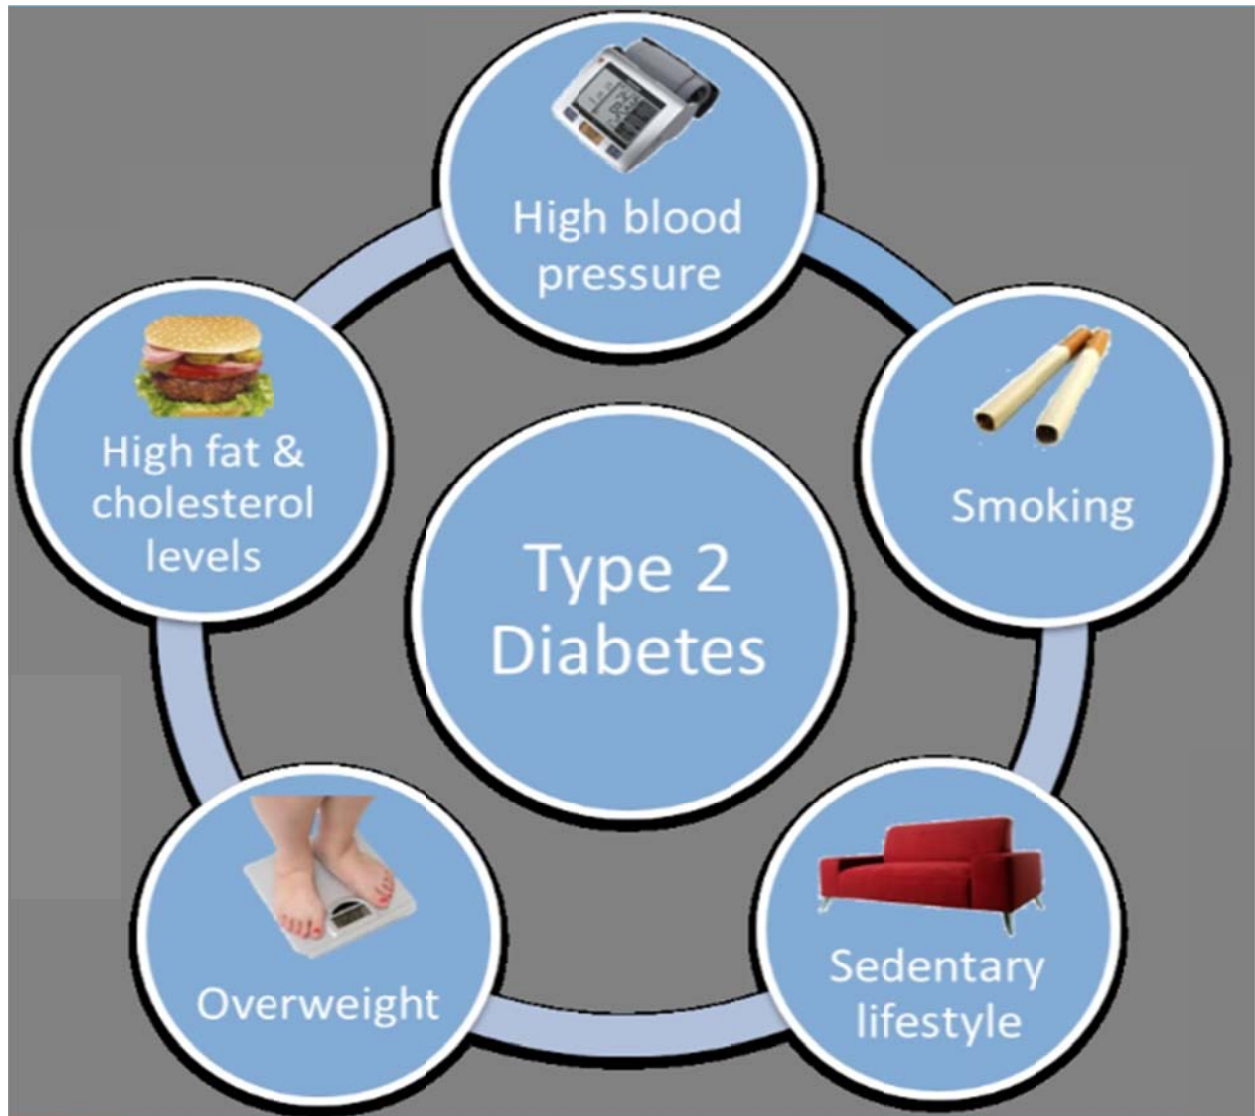 High blood
pressure
Smoking
Sedentary
lifestyle
Overweight
High fat &
cholesterol
levels
Type 2
Diabetes